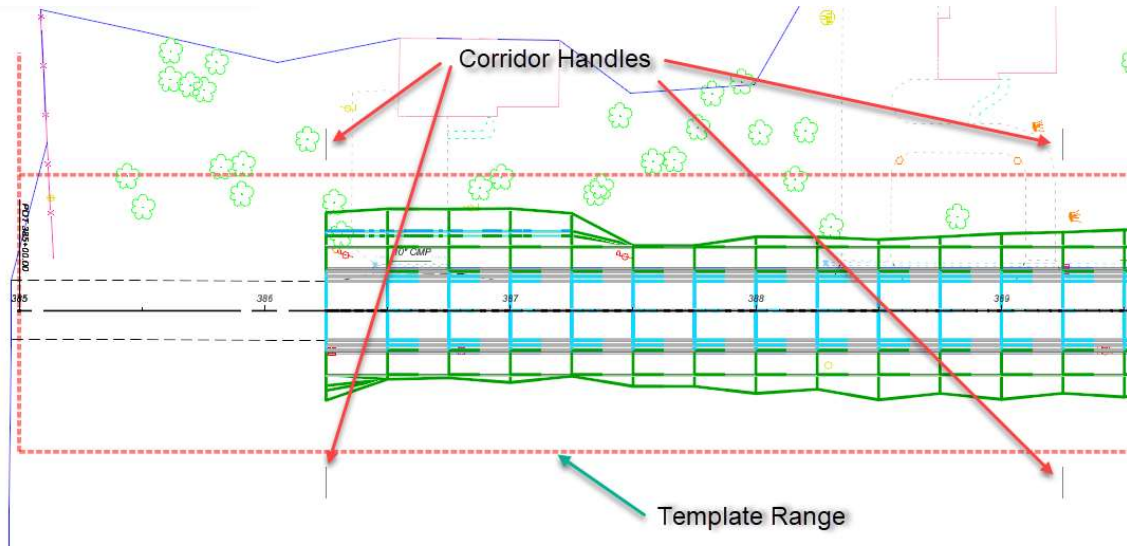 Corridor Handles
POT 385+00.00
10" CMP
385
386
387
388
389
Template Range